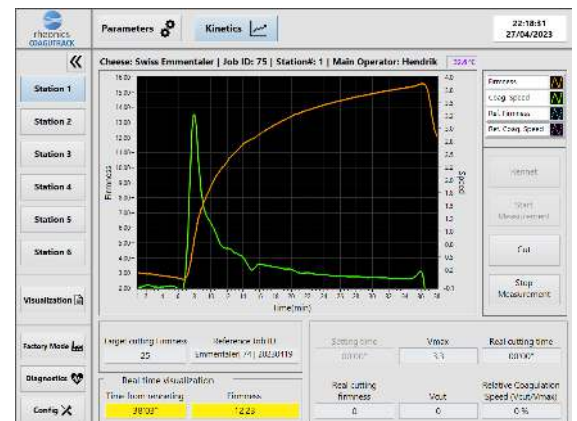 rheonics
COAGUTRACK
Parameters
Kinetics
22:18:31
27/04/2023
Cheese: Swiss Emmentaler | Job ID: 75 | Station#: 1 | Main Operator: Hendrik
Station 1
Station 2
Station 3
Station 4
Station 5
Station 6
Visualization
Factory Mode
Diagnostics
Config
Firmness
Speed
Time(min)
Firmness
Coag. Speed
Ref. Firmness
Ref. Coag. Speed
Rennet
Start
Measurement
Cut
Stop
Measurement
Target cutting Firmness
Reference Job ID
25
Emmentaler| 74| 20230419
Real time visualization
Time from renneting
Firmness
38'03"
12.23
Setting time
Vmax
Real cutting time
00'00"
3.3
00'00"
Real cutting
firmness
Vcut
Relative Coagulation
Speed (Vcut/Vmax)
0
0
0 %